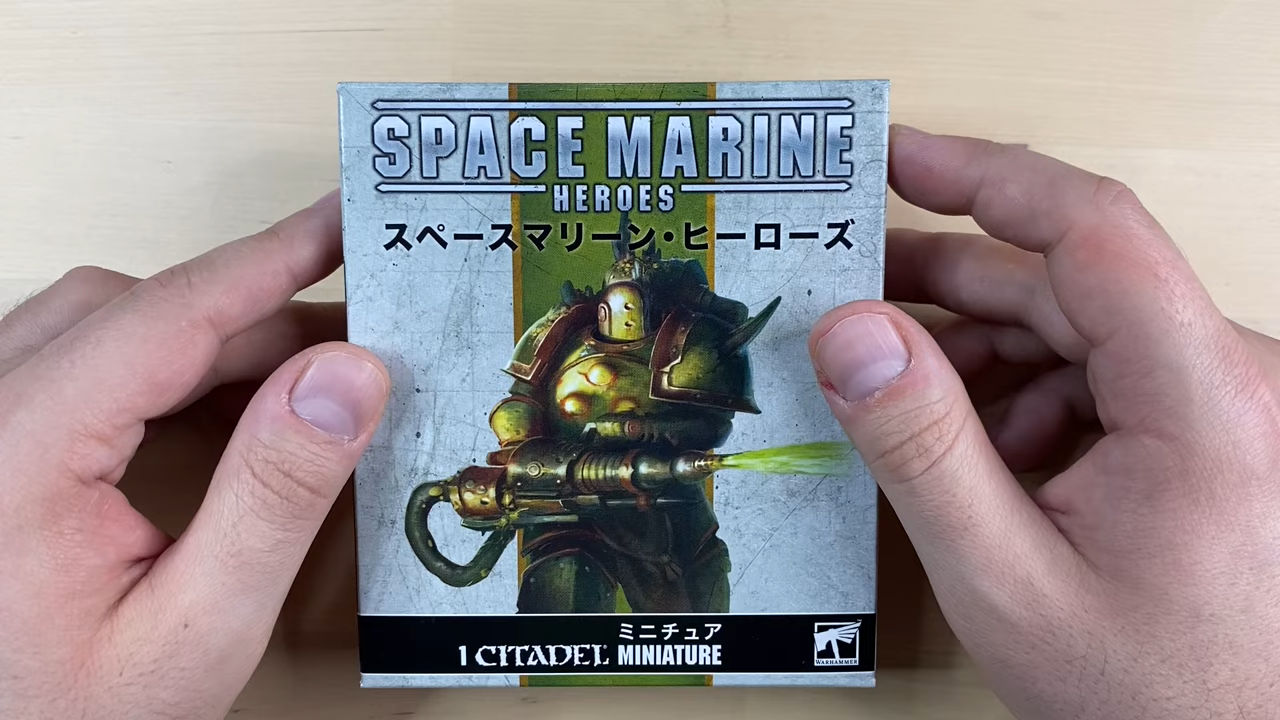 SPACE MARINE
HEROES
スペースマリーン・ヒーローズ
ミニチュア
1 CITADEL MINIATURE
WARHAMMER